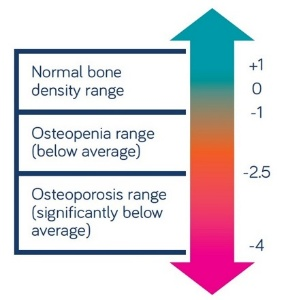 Normal bone
density range
Osteopenia range
(below average)
Osteoporosis range
(significantly below
average)
+1
0
-1
-2.5
-4